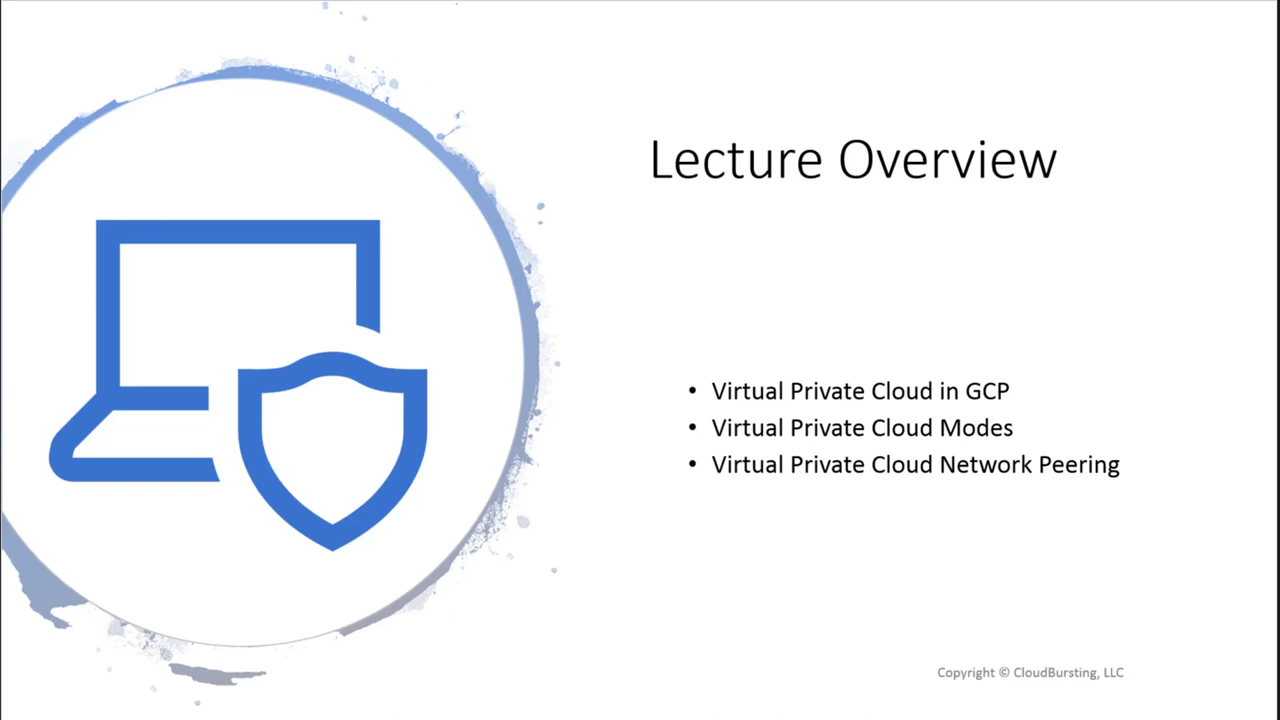 Lecture Overview
• Virtual Private Cloud in GCP
• Virtual Private Cloud Modes
• Virtual Private Cloud Network Peering
Copyright © CloudBursting, LLC